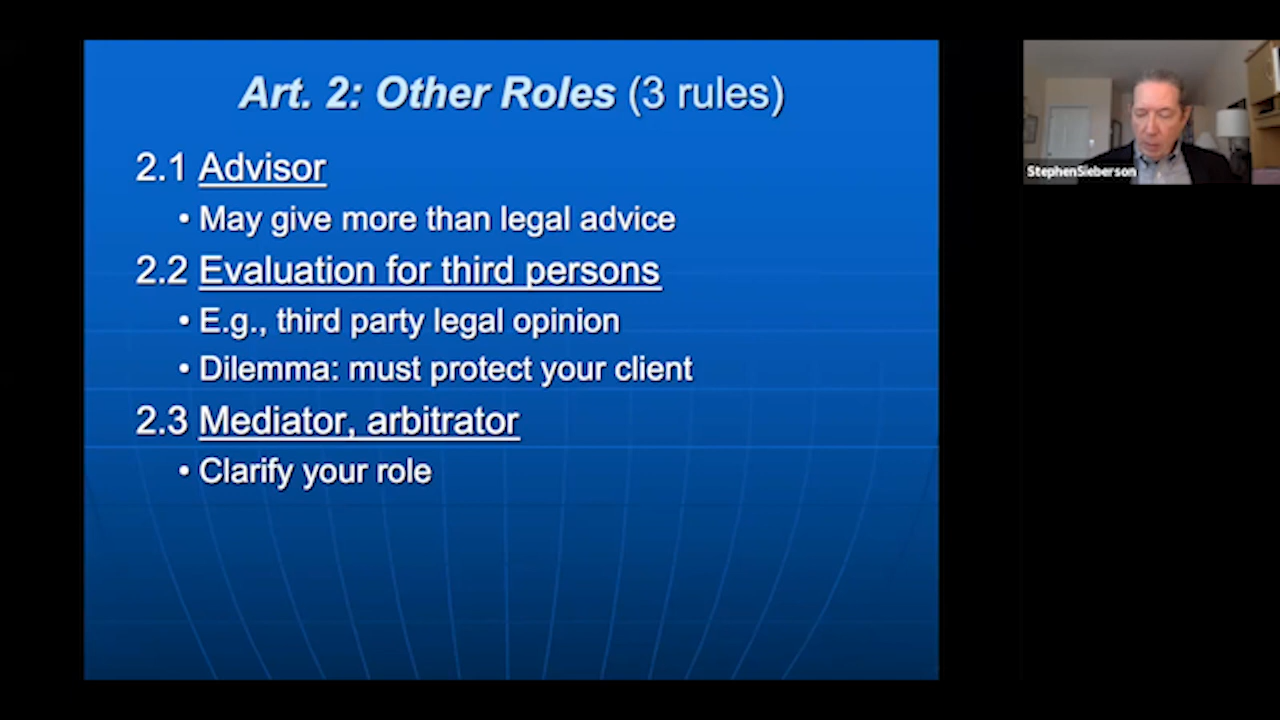 Art. 2: Other Roles (3 rules)
2.1 Advisor
• May give more than legal advice
2.2 Evaluation for third persons
• E.g., third party legal opinion
• Dilemma: must protect your client
2.3 Mediator, arbitrator
• Clarify your role
StephenSieberson